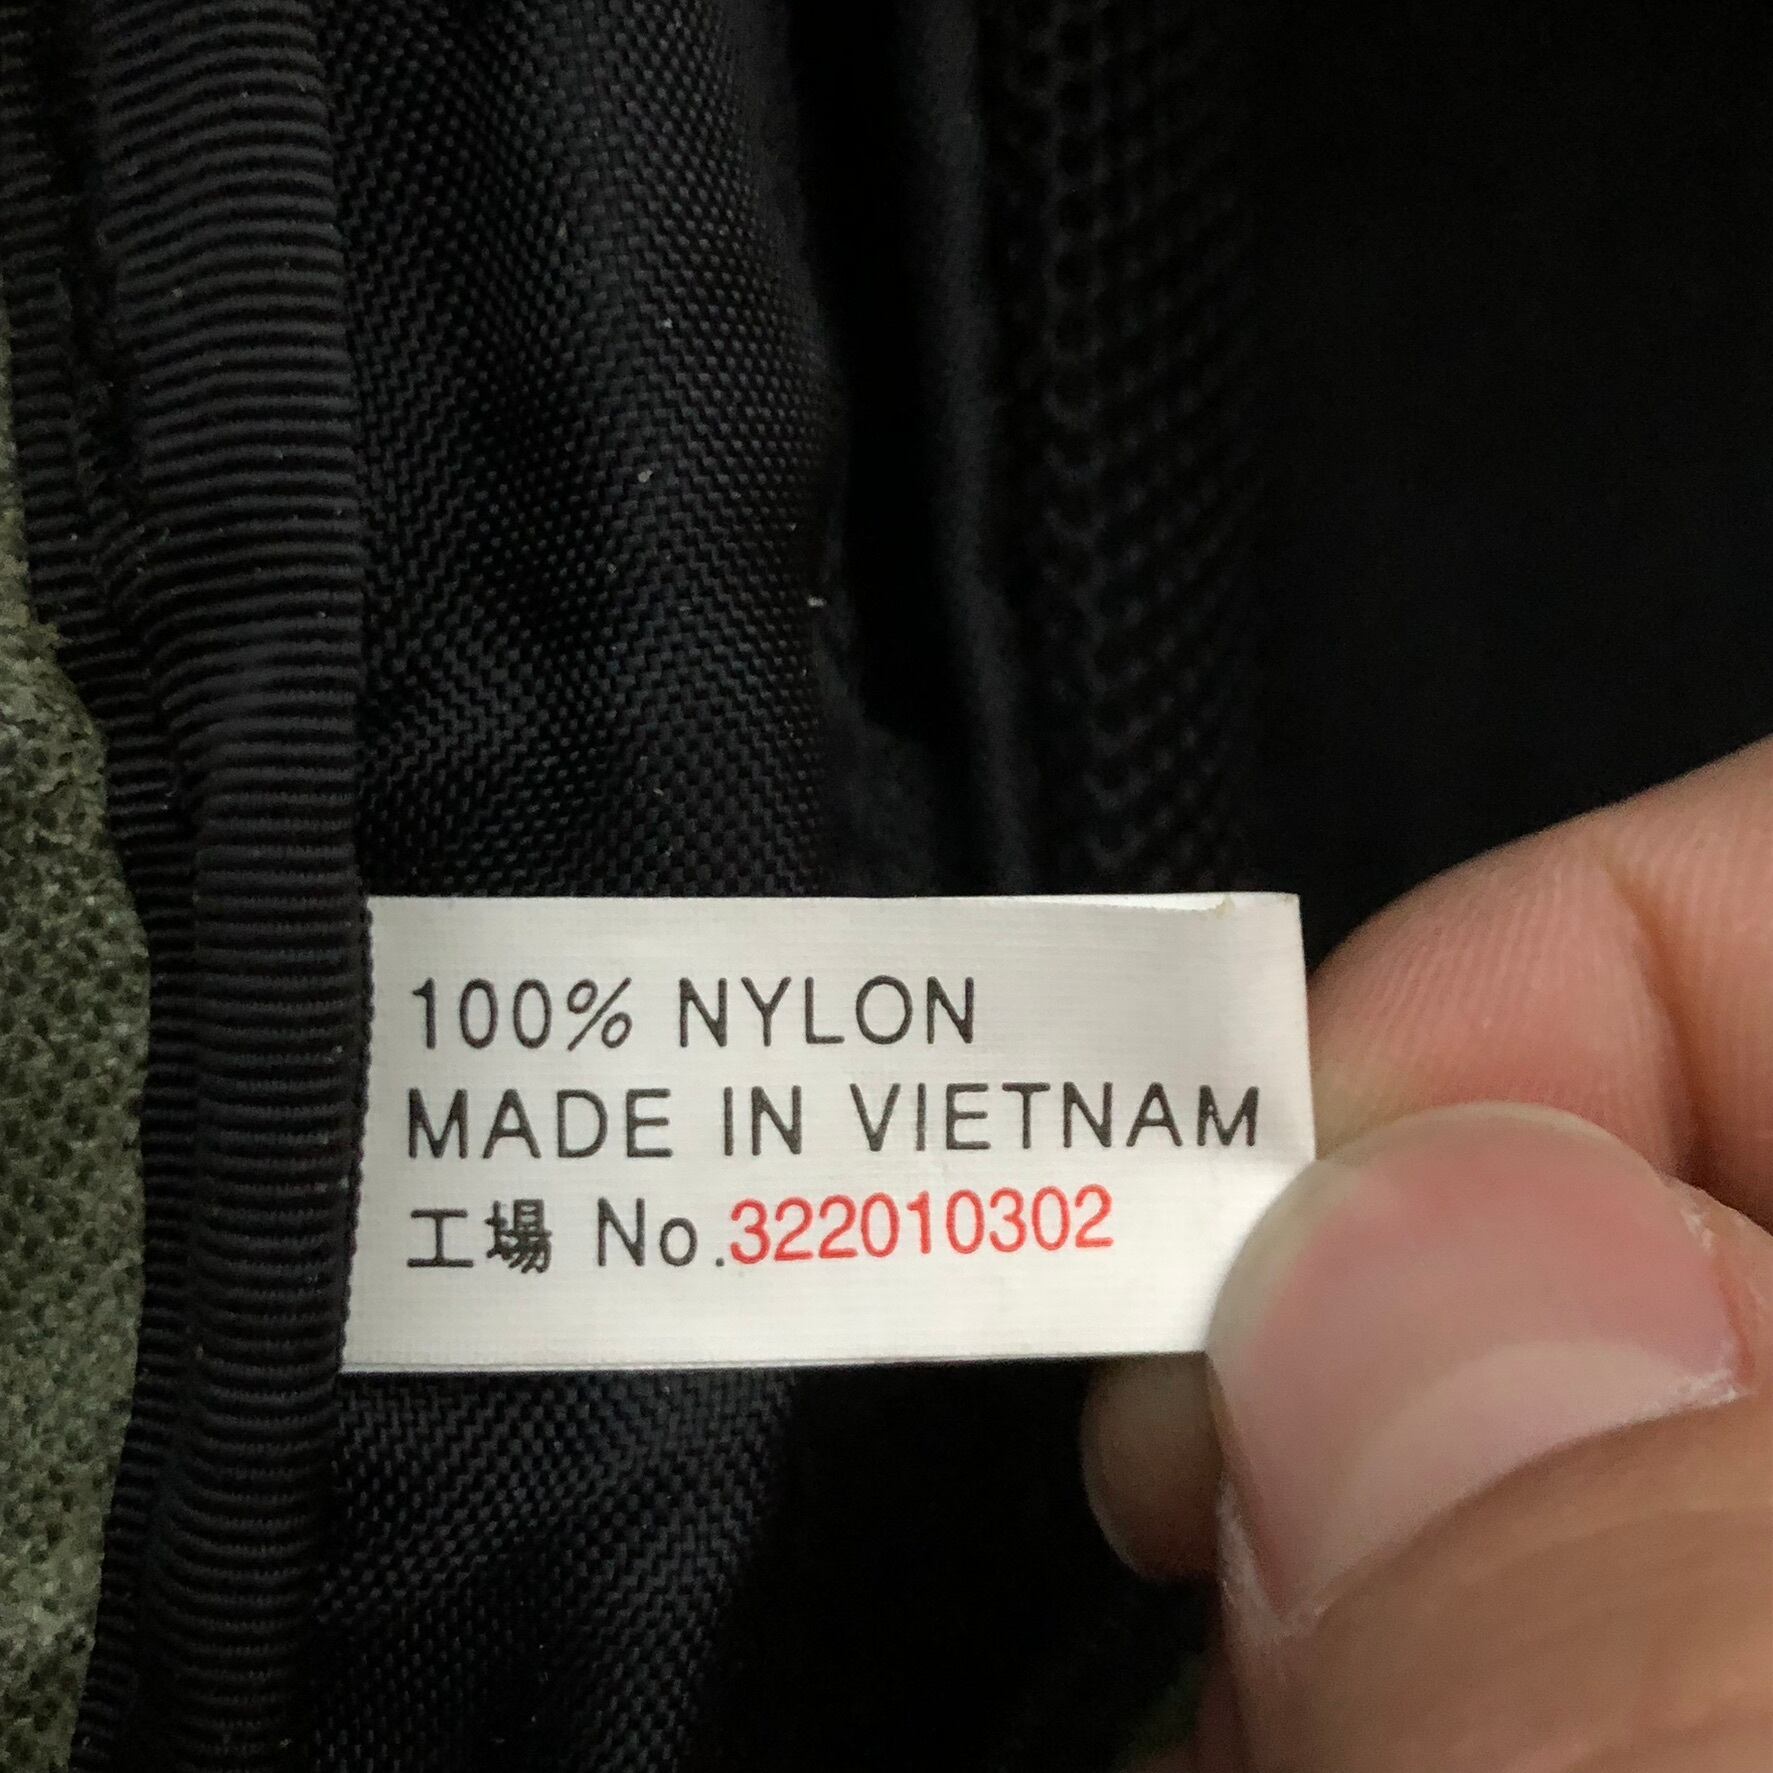 100% NYLON
MADE IN VIETNAM
工場 No.322010302